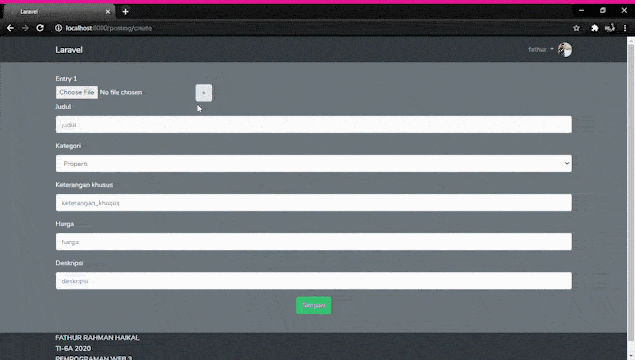 Laravel
localhost:8000/posting/create
Laravel
fathur
Entry 1
Choose File No file chosen
+
Judul
judul
Kategori
Properti
Keterangan khusus
keterangan_khusus
Harga
harga
Deskripsi
deskripsi
Simpan
FATHUR RAHMAN HAIKAL
TI-6A 2020
PEMROGRAMAN WEB 3